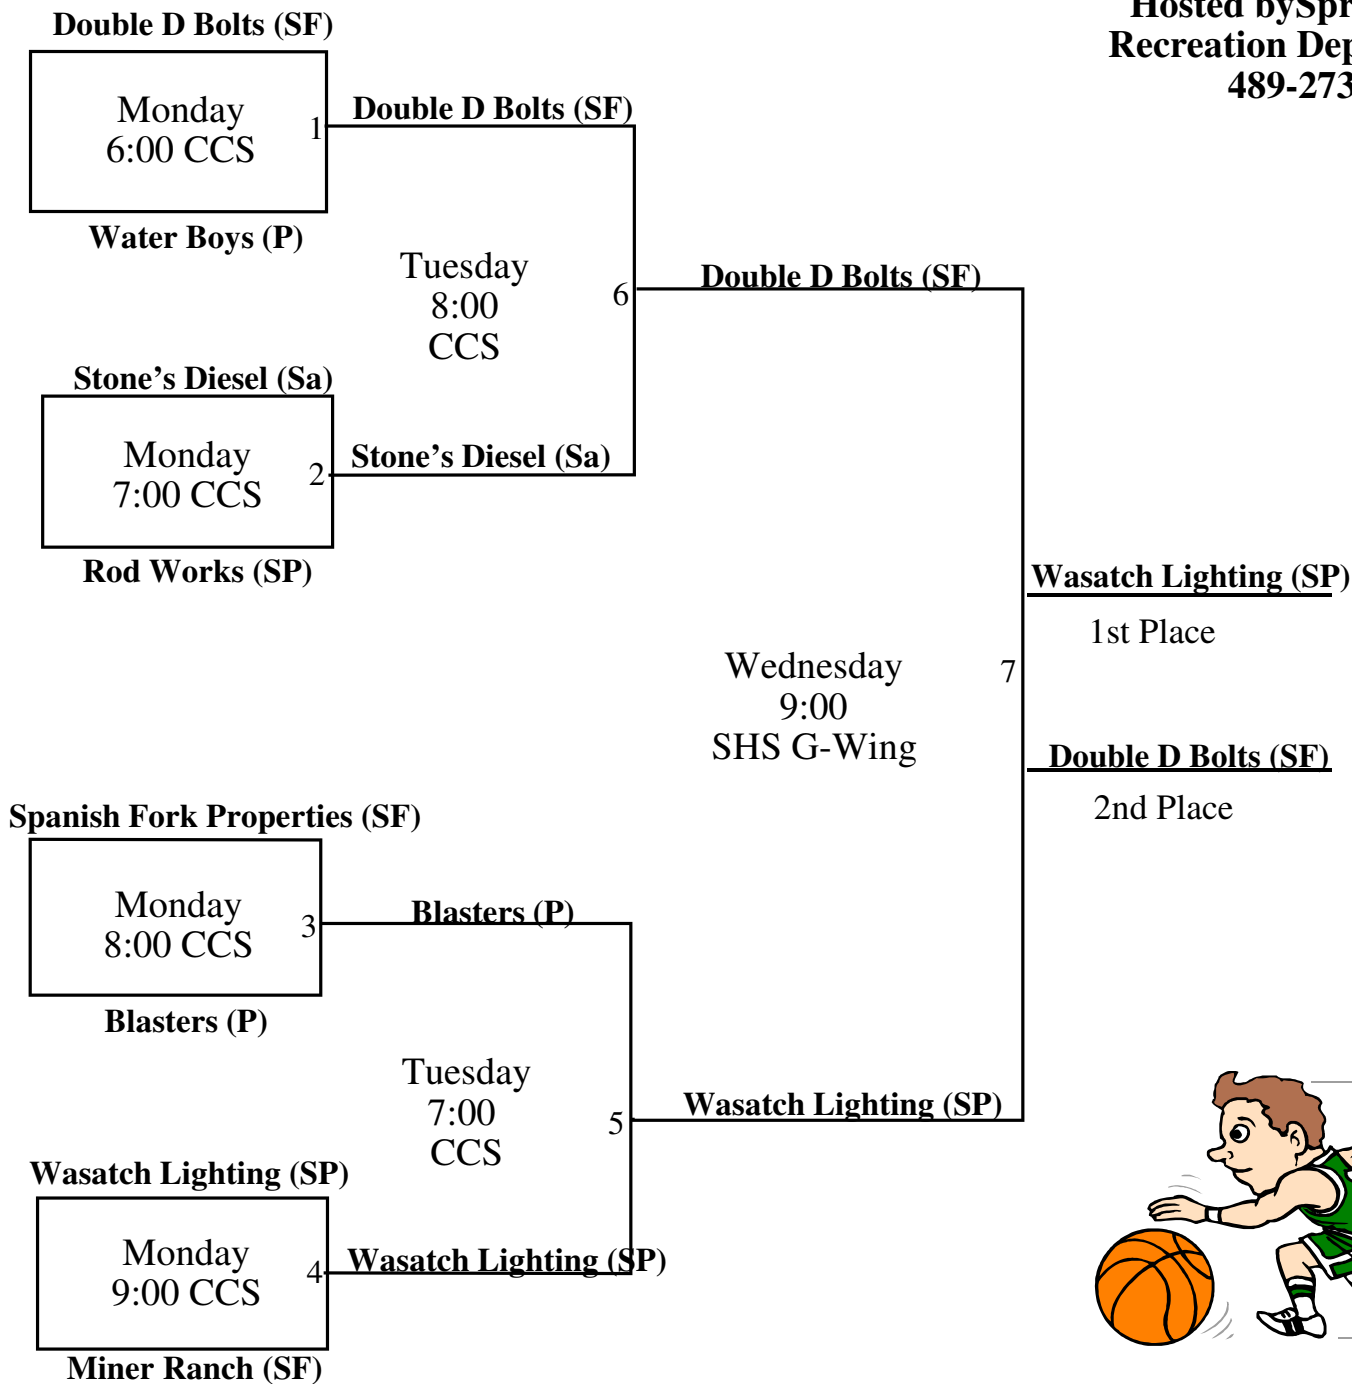 Double D Bolts (SF)
Hosted bySpr
Recreation Dep
489-273
Monday
6:00 CCS
1
Double D Bolts (SF)
Water Boys (P)
Tuesday
8:00
CCS
6
Double D Bolts (SF)
Stone's Diesel (Sa)
Monday
7:00 CCS
2
Stone's Diesel (Sa)
Rod Works (SP)
Wasatch Lighting (SP)
1st Place
Wednesday
9:00
SHS G-Wing
7
Double D Bolts (SF)
2nd Place
Spanish Fork Properties (SF)
Monday
8:00 CCS
3
Blasters (P)
Blasters (P)
Tuesday
7:00
CCS
5
Wasatch Lighting (SP)
Wasatch Lighting (SP)
Monday
9:00 CCS
4
Wasatch Lighting (SP)
Miner Ranch (SF)